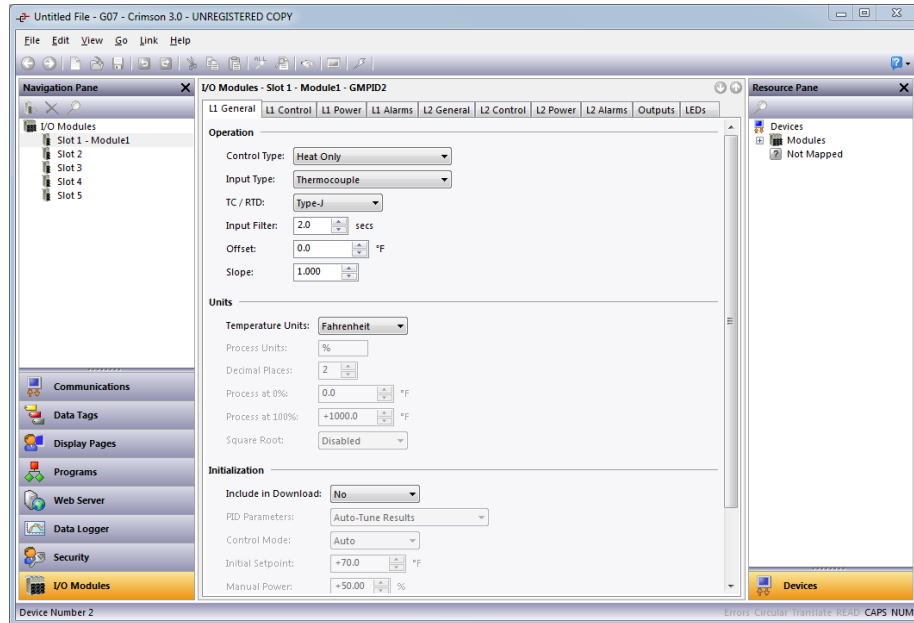 Untitled File - G07 - Crimson 3.0 - UNREGISTERED COPY
File Edit View Go Link Help
Navigation Pane
I/O Modules
Slot 1 - Module1
Slot 2
Slot 3
Slot 4
Slot 5
Communications
Data Tags
Display Pages
Programs
Web Server
Data Logger
Security
I/O Modules
I/O Modules - Slot 1 - Module1 - GMPID2
L1 General L1 Control L1 Power L1 Alarms L2 General L2 Control L2 Power L2 Alarms Outputs LEDs
Operation
Control Type: Heat Only
Input Type: Thermocouple
TC / RTD: Type-J
Input Filter: 2.0 secs
Offset: 0.0 °F
Slope: 1.000
Units
Temperature Units: Fahrenheit
Process Units: %
Decimal Places: 2
Process at 0%: 0.0 °F
Process at 100%: +1000.0 °F
Square Root: Disabled
Initialization
Include in Download: No
PID Parameters: Auto-Tune Results
Control Mode: Auto
Initial Setpoint: +70.0 °F
Manual Power: +50.00 %
Resource Pane
Devices
Modules
Not Mapped
Devices
Device Number 2
Errors Circular Translate READ CAPS NUM